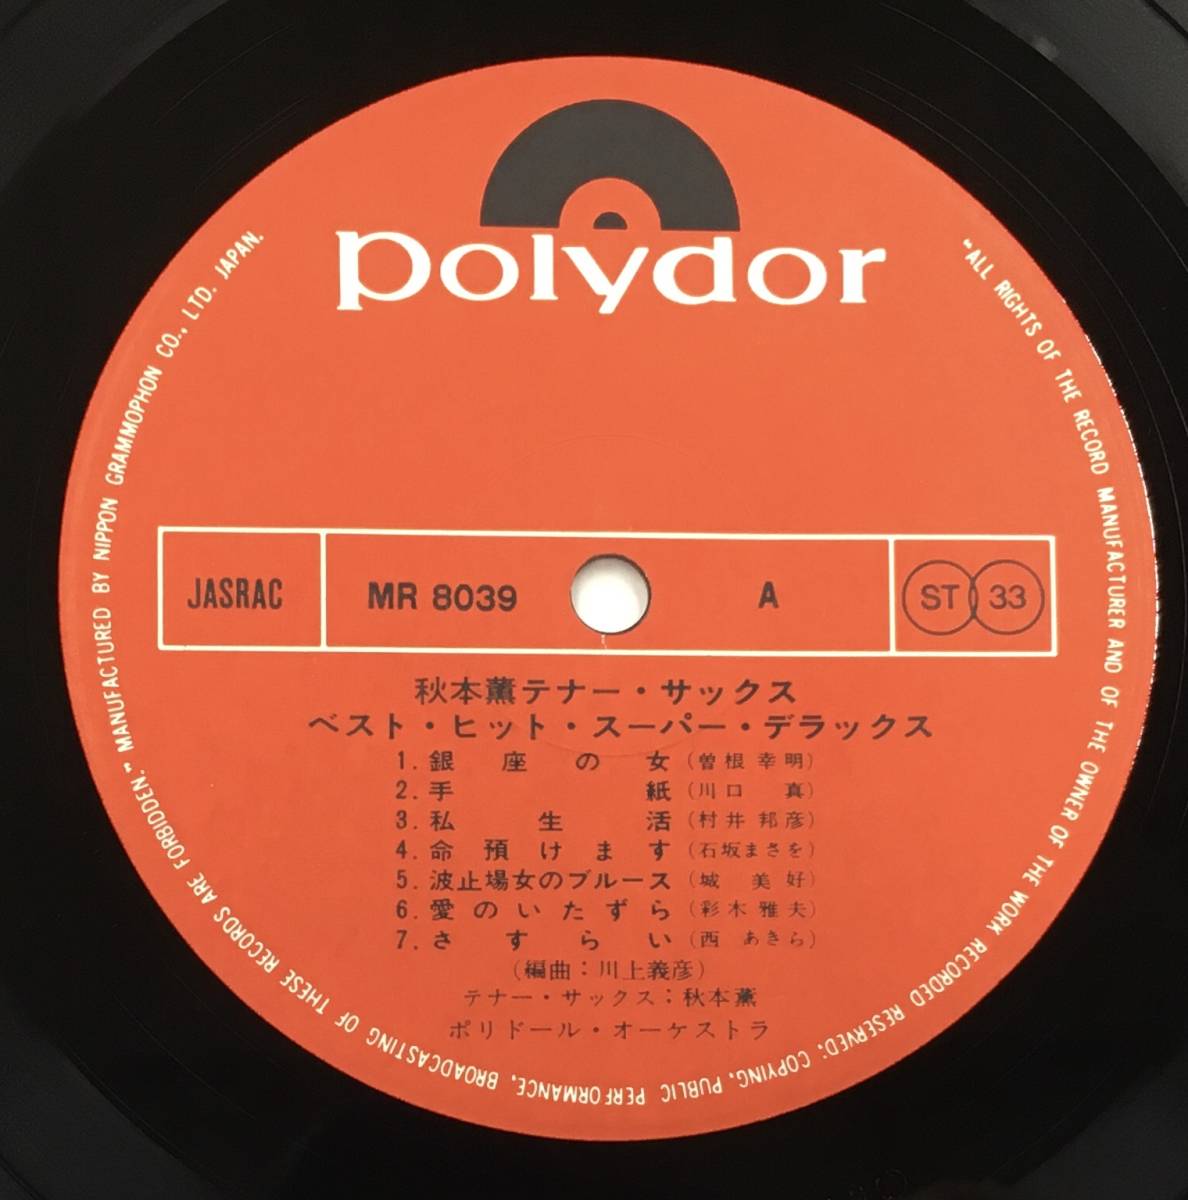 polydor
JASRAC
MR 8039
A
ST 33
秋本薫テナー・サックス
ベスト・ヒット・スーパー・デラックス
1. 銀座の女 (曽根幸明)
2. 手紙 (川口 真)
3. 私生活 (村井邦彦)
4. 命預けます (石坂まさを)
5. 波止場女のブルース (城 美好)
6. 愛のいたずら (彩木雅夫)
7. さすらい (西 あきら)
(編曲:川上義彦)
テナー・サックス:秋本薫
ポリドール・オーケストラ
"ALL RIGHTS OF THE RECORD MANUFACTURER AND OF THE OWNER OF THE WORK RECORDED RESERVED; COPYING, PUBLIC PERFORMANCE, BROADCASTING OF THESE RECORDS ARE FORBIDDEN." MANUFACTURED BY NIPPON GRAMMOPHON CO., LTD. JAPAN.